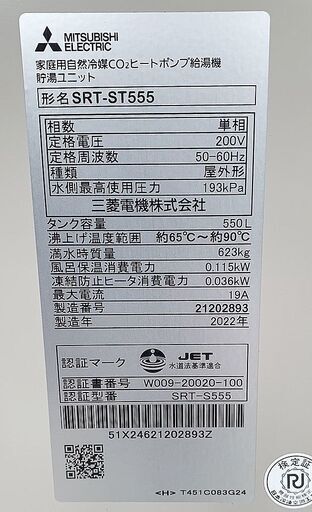 MITSUBISHI
ELECTRIC
家庭用自然冷媒CO₂ヒートポンプ給湯機
貯湯ユニット
形名 SRT-ST555
相数 単相
定格電圧 200V
定格周波数 50-60Hz
種類 屋外形
水側最高使用圧力 193kPa
三菱電機株式会社
タンク容量 550L
沸上げ温度範囲 約65℃~約90℃
満水時質量 623kg
風呂保温消費電力 0.115kW
凍結防止ヒータ消費電力 0.036kW
最大電流 19A
製造番号 21202893
製造年 2022年
認証マーク JET
水道法基準適合
認証書番号 W009-20020-100
認証型番 SRT-S555
51X24621202893Z
<H> T451C083G24
検定証